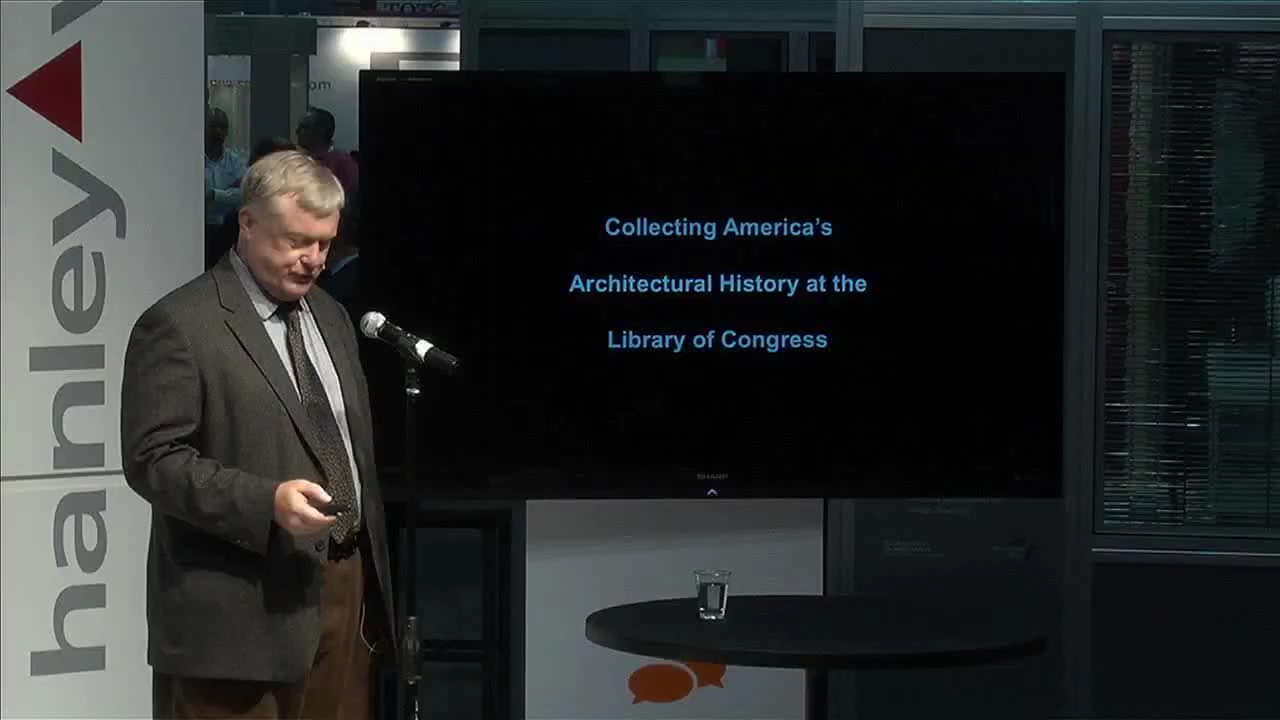 hanley
Collecting America’s
Architectural History at the
Library of Congress
SHARP